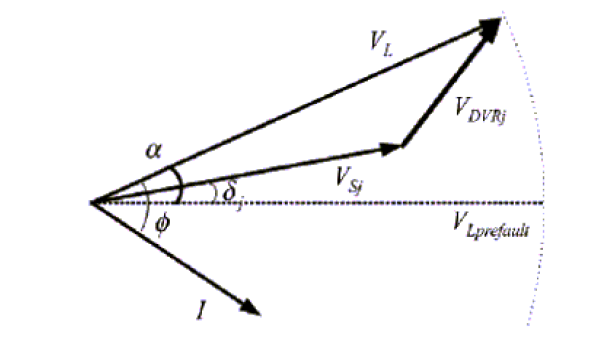 V_L
V_DVRj
α
V_Sj
δ_j
ϕ
V_Lprefault
I